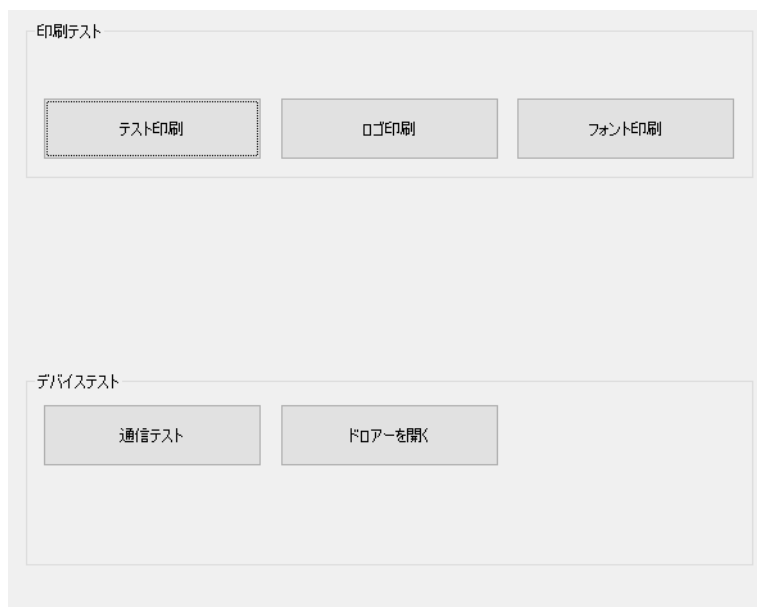 印刷テスト
テスト印刷
ロゴ印刷
フォント印刷
デバイステスト
通信テスト
ドロアーを開く